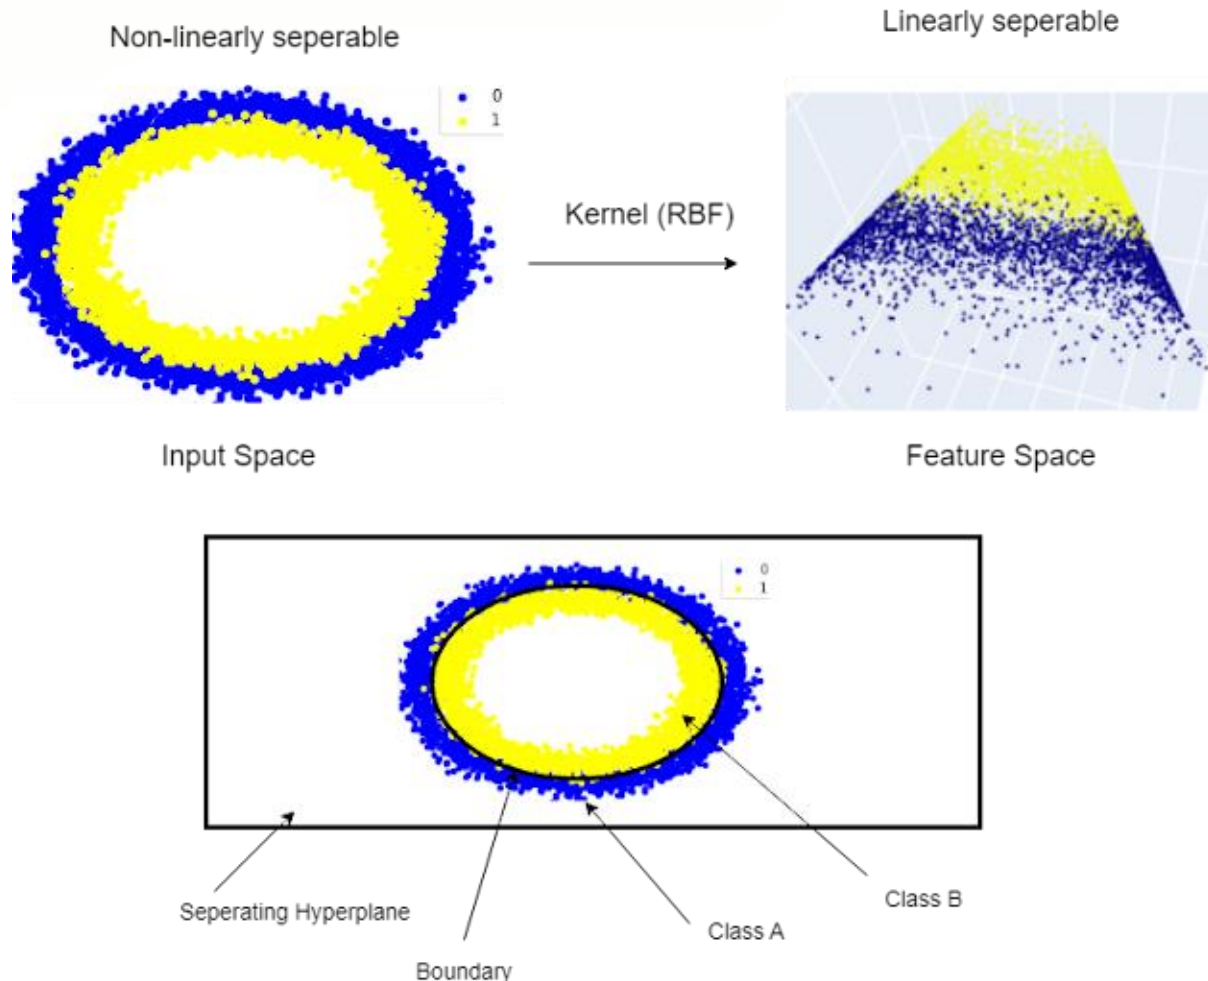 Non-linearly seperable
Linearly seperable
0
1
Kernel (RBF)
Input Space
Feature Space
0
1
Seperating Hyperplane
Class B
Class A
Boundary